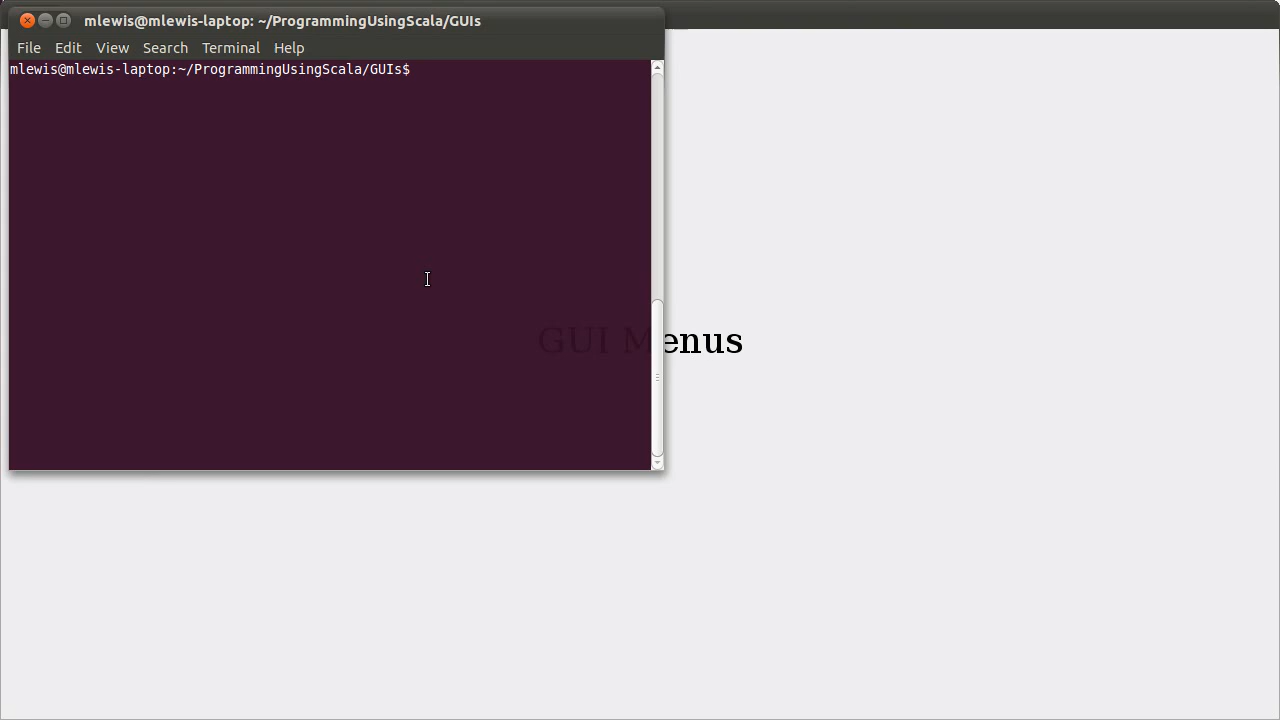 mlewis@mlewis-laptop: ~/ProgrammingUsingScala/GUIs
File Edit View Search Terminal Help
mlewis@mlewis-laptop:~/ProgrammingUsingScala/GUIs$
GUI Menus